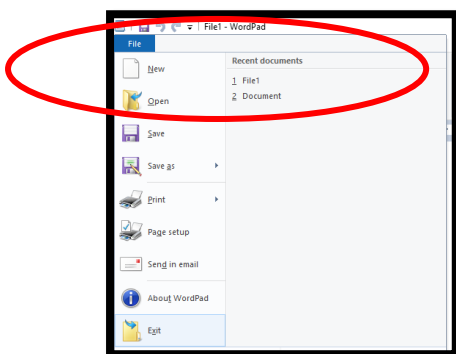 File1 - WordPad
File
New
Open
Save
Save as
Print
Page setup
Send in email
About WordPad
Exit
Recent documents
1 File1
2 Document